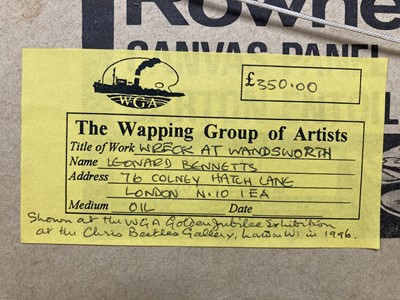 Rowne
CANVAS PANEL
WGA
£350.00
The Wapping Group of Artists
Title of Work WRECK AT WANDSWORTH
Name LEONARD BENNETTS
Address 76 COLNEY HATCH LANE
LONDON N.10 1EA
Medium OIL Date
Shown at the WGA Golden Jubilee Exhibition
at the Chris Beetles Gallery, London W1 in 1996.